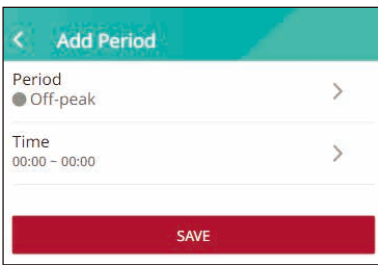 Add Period
Period
Off-peak
Time
00:00 ~ 00:00
SAVE